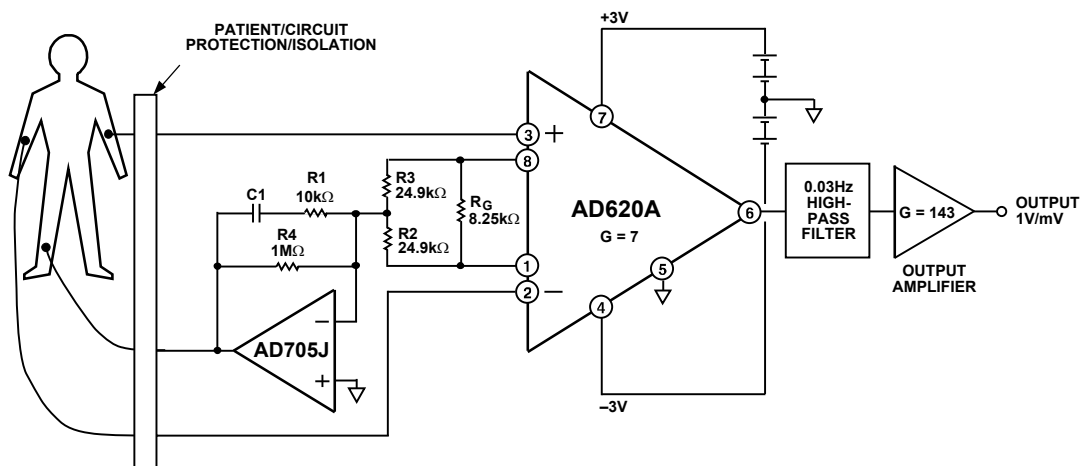 PATIENT/CIRCUIT
PROTECTION/ISOLATION
+3V
3
+
8
7
C1
R1
10kΩ
R3
24.9kΩ
RG
8.25kΩ
R4
1MΩ
R2
24.9kΩ
AD620A
G = 7
6
0.03Hz
HIGH-
PASS
FILTER
G = 143
OUTPUT
1V/mV
OUTPUT
AMPLIFIER
1
5
2
–
4
AD705J
–
+
–3V